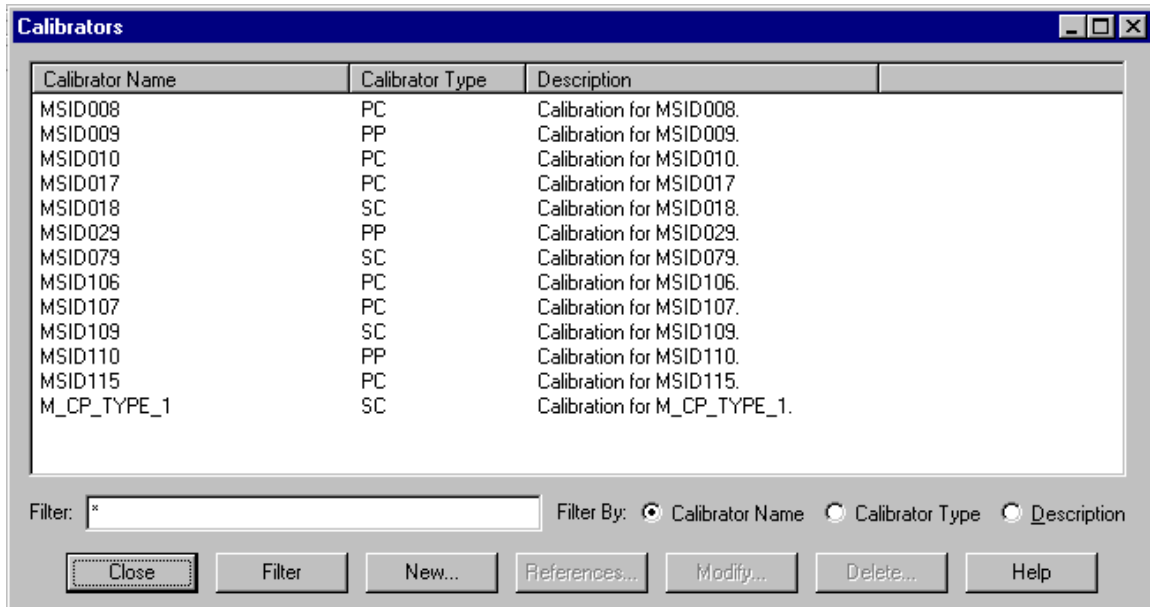 Calibrators
Calibrator Name Calibrator Type Description
MSID008 PC Calibration for MSID008.
MSID009 PP Calibration for MSID009.
MSID010 PC Calibration for MSID010.
MSID017 PC Calibration for MSID017
MSID018 SC Calibration for MSID018.
MSID029 PP Calibration for MSID029.
MSID079 SC Calibration for MSID079.
MSID106 PC Calibration for MSID106.
MSID107 PC Calibration for MSID107.
MSID109 SC Calibration for MSID109.
MSID110 PP Calibration for MSID110.
MSID115 PC Calibration for MSID115.
M_CP_TYPE_1 SC Calibration for M_CP_TYPE_1.
Filter: * Filter By: Calibrator Name Calibrator Type Description
Close Filter New... References... Modify... Delete... Help